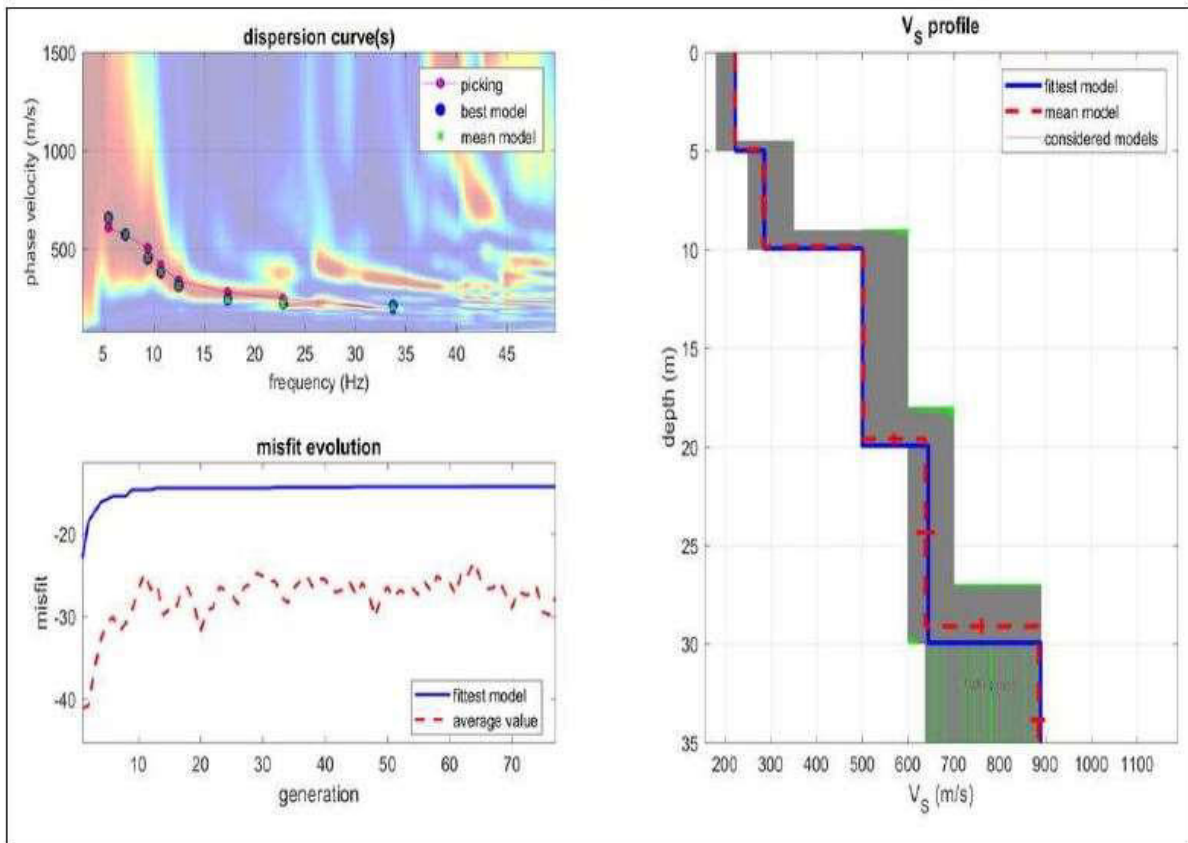 dispersion curve(s)
1500
1000
500
phase velocity (m/s)
picking
best model
mean model
5 10 15 20 25 30 35 40 45
frequency (Hz)
misfit evolution
-20
-30
-40
misfit
fittest model
average value
10 20 30 40 50 60 70
generation
V_S profile
0
5
10
15
20
25
30
35
depth (m)
fittest model
mean model
considered models
200 300 400 500 600 700 800 900 1000 1100
V_S (m/s)